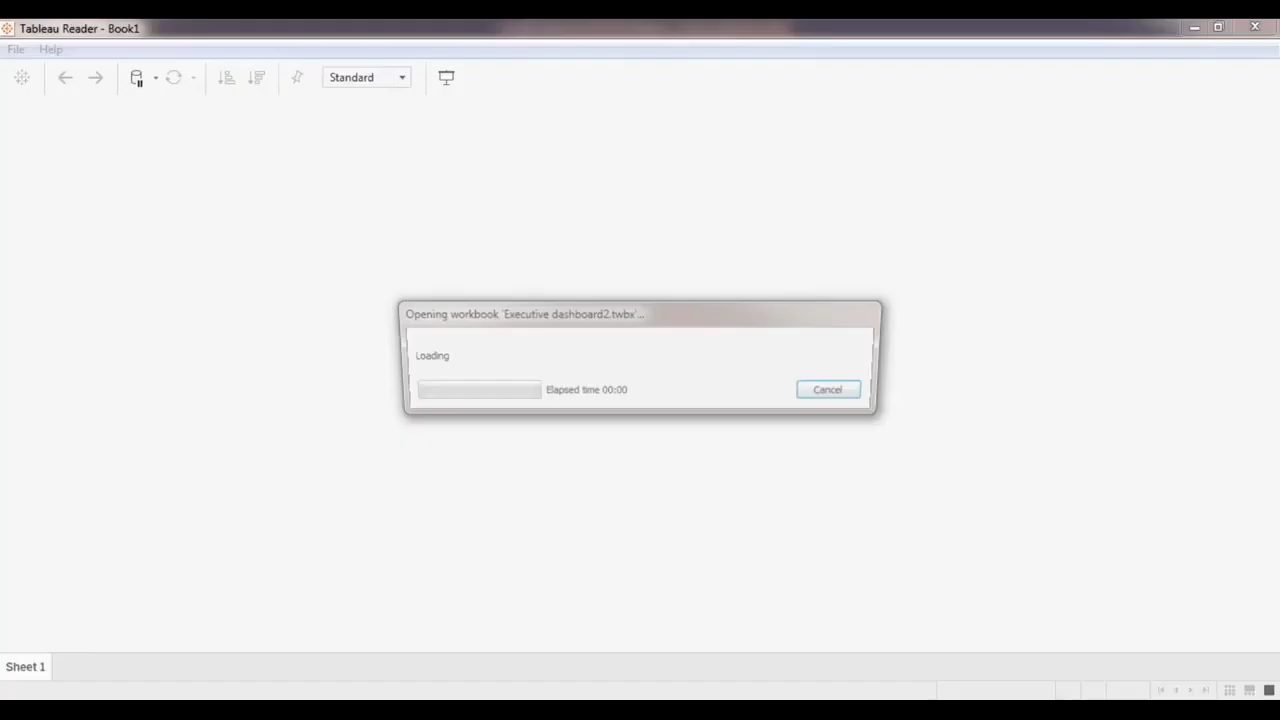 Tableau Reader - Book1
File Help
Standard
Opening workbook 'Executive dashboard2.twbx'...
Loading
Elapsed time 00:00
Cancel
Sheet 1